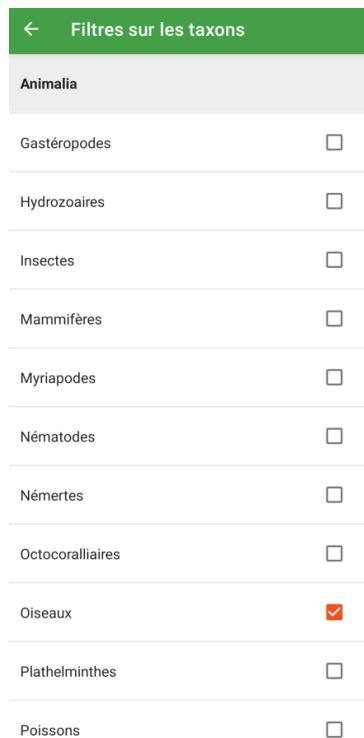 Filtres sur les taxons
Animalia
Gastéropodes
Hydrozoaires
Insectes
Mammifères
Myriapodes
Nématodes
Némertes
Octocoralliaires
Oiseaux
Plathelminthes
Poissons